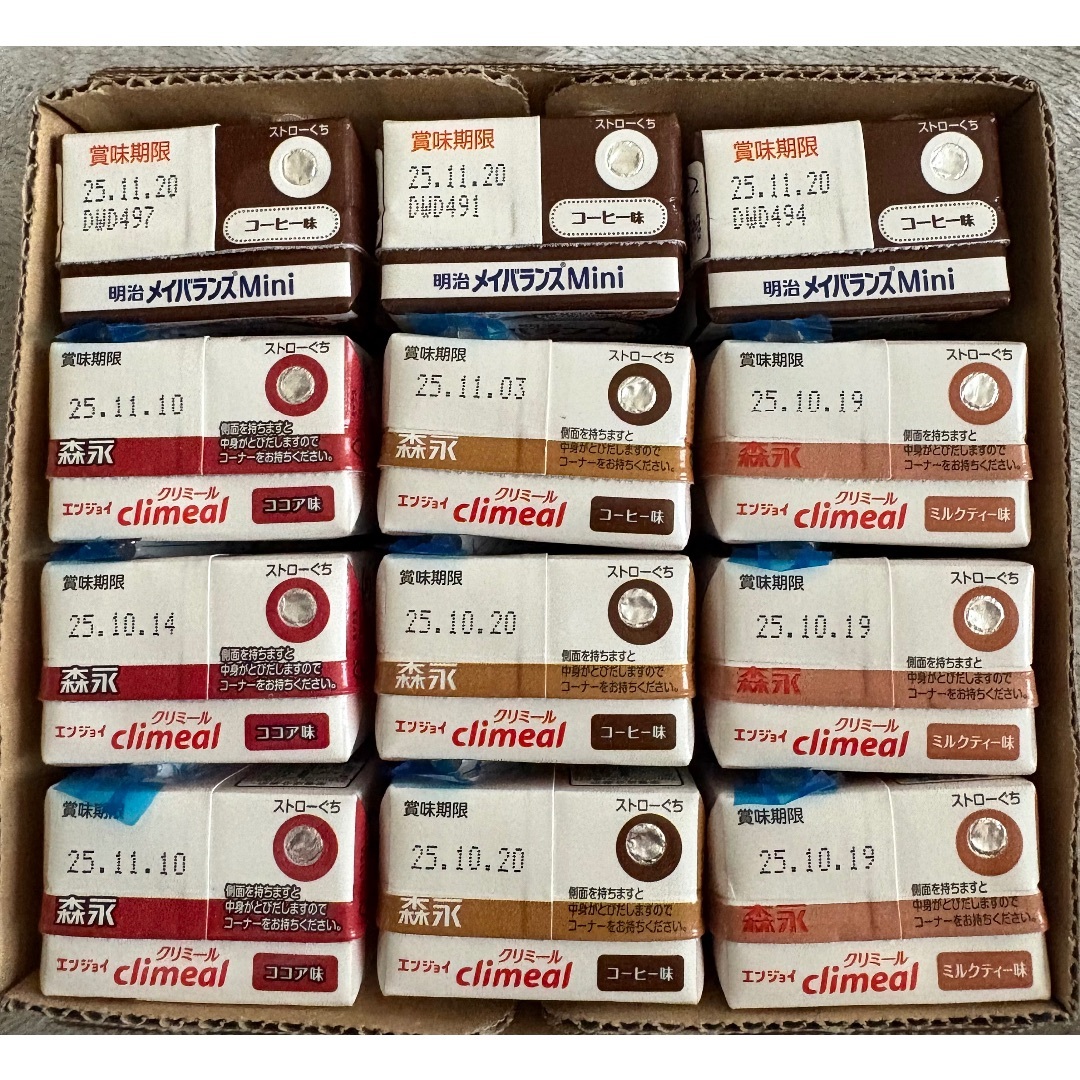 賞味期限
ストローぐち
25.11.20
DWD497
コーヒー味
明治 メイバランスMini
賞味期限
ストローぐち
25.11.20
DWD491
コーヒー味
明治 メイバランスMini
賞味期限
ストローぐち
25.11.20
DWD494
コーヒー味
明治 メイバランスMini
賞味期限
ストローぐち
25.11.10
側面を持ちますと
中身がとびだしますので
コーナーをお持ちください。
森永
エンジョイ クリミール climeal ココア味
賞味期限
ストローぐち
25.11.03
側面を持ちますと
中身がとびだしますので
コーナーをお持ちください。
森永
エンジョイ クリミール climeal コーヒー味
賞味期限
ストローぐち
25.10.19
側面を持ちますと
中身がとびだしますので
コーナーをお持ちください。
森永
エンジョイ クリミール climeal ミルクティー味
賞味期限
ストローぐち
25.10.14
側面を持ちますと
中身がとびだしますので
コーナーをお持ちください。
森永
エンジョイ クリミール climeal ココア味
賞味期限
ストローぐち
25.10.20
側面を持ちますと
中身がとびだしますので
コーナーをお持ちください。
森永
エンジョイ クリミール climeal コーヒー味
賞味期限
ストローぐち
25.10.19
側面を持ちますと
中身がとびだしますので
コーナーをお持ちください。
森永
エンジョイ クリミール climeal ミルクティー味
賞味期限
ストローぐち
25.11.10
側面を持ちますと
中身がとびだしますので
コーナーをお持ちください。
森永
エンジョイ クリミール climeal ココア味
賞味期限
ストローぐち
25.10.20
側面を持ちますと
中身がとびだしますので
コーナーをお持ちください。
森永
エンジョイ クリミール climeal コーヒー味
賞味期限
ストローぐち
25.10.19
側面を持ちますと
中身がとびだしますので
コーナーをお持ちください。
森永
エンジョイ クリミール climeal ミルクティー味